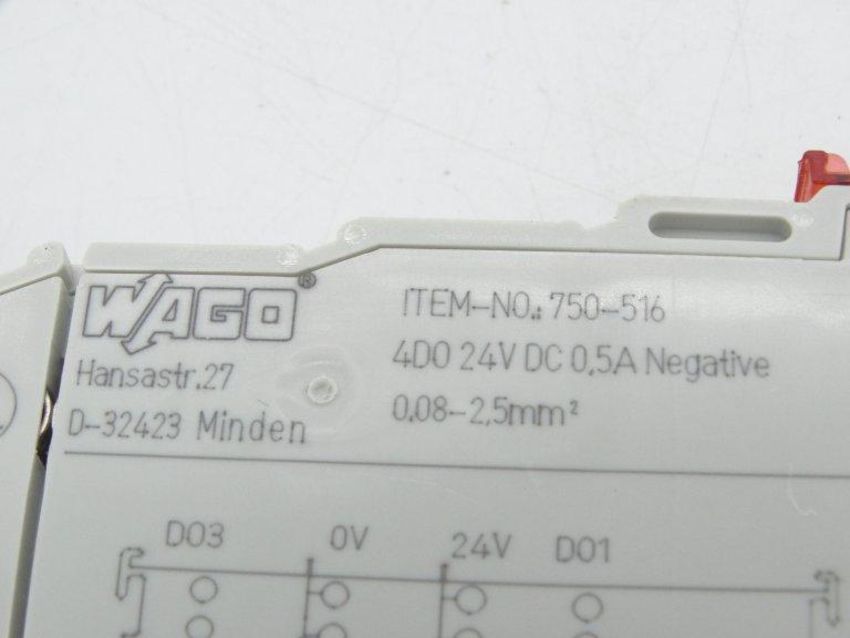 WAGO®
Hansastr.27
D-32423 Minden
ITEM-NO.: 750-516
4DO 24V DC 0,5A Negative
0,08-2,5mm²
DO3 0V 24V DO1